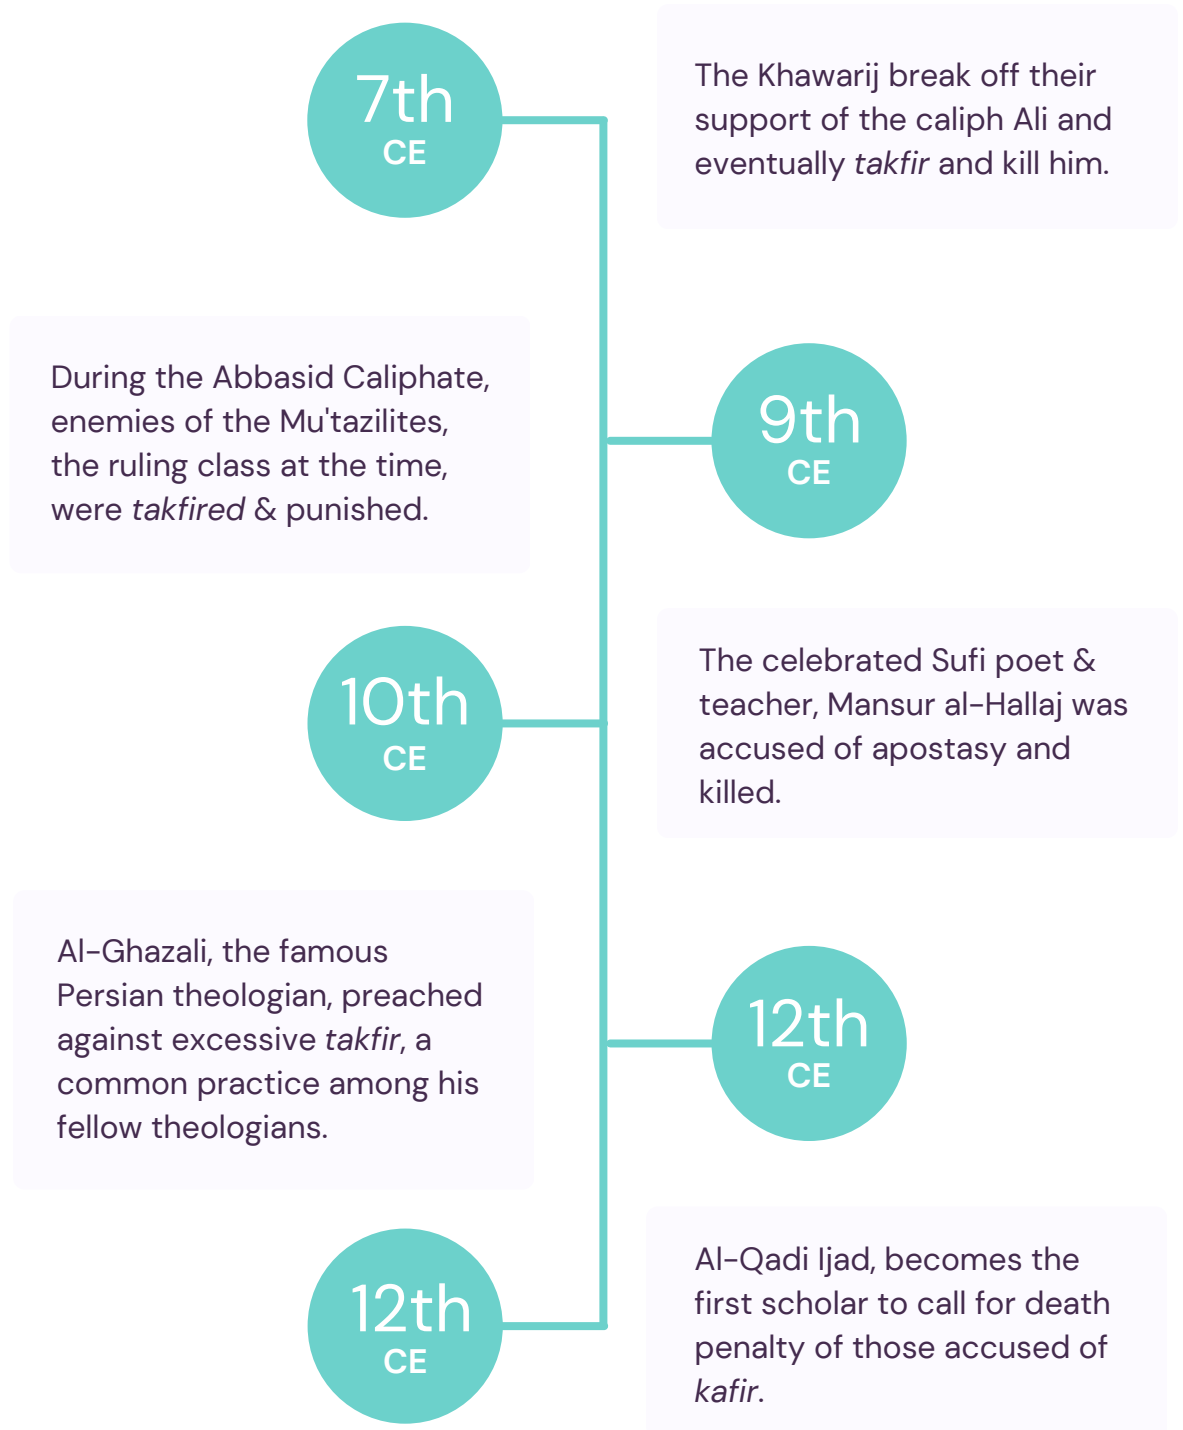 7th
CE
The Khawarij break off their
support of the caliph Ali and
eventually takfir and kill him.
During the Abbasid Caliphate,
enemies of the Mu'tazilites,
the ruling class at the time,
were takfired & punished.
9th
CE
10th
CE
The celebrated Sufi poet &
teacher, Mansur al-Hallaj was
accused of apostasy and
killed.
Al-Ghazali, the famous
Persian theologian, preached
against excessive takfir, a
common practice among his
fellow theologians.
12th
CE
12th
CE
Al-Qadi Ijad, becomes the
first scholar to call for death
penalty of those accused of
kafir.